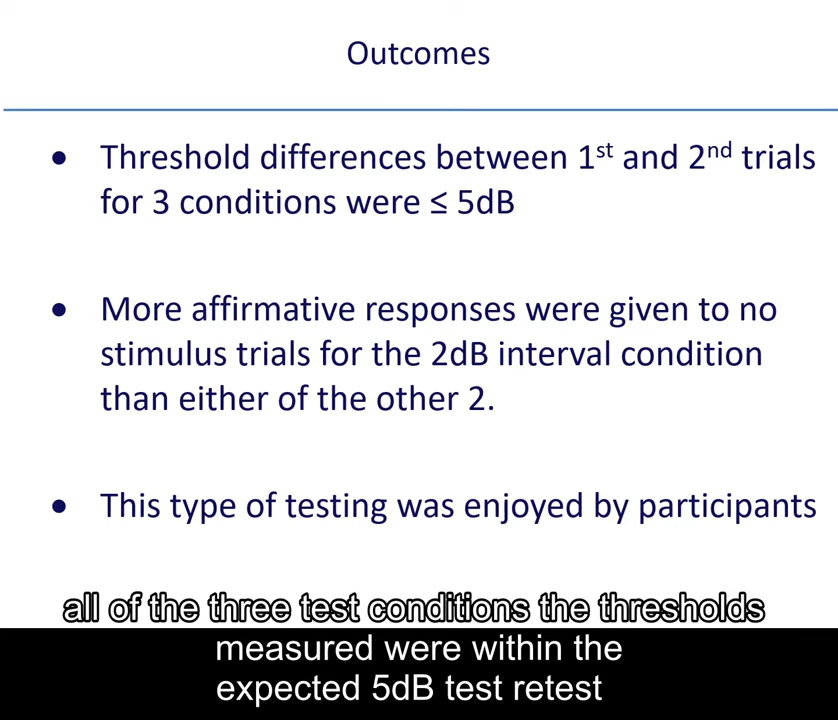 Outcomes
• Threshold differences between 1st and 2nd trials
for 3 conditions were ≤ 5dB
• More affirmative responses were given to no
stimulus trials for the 2dB interval condition
than either of the other 2.
• This type of testing was enjoyed by participants
all of the three test conditions the thresholds
measured were within the
expected 5dB test retest